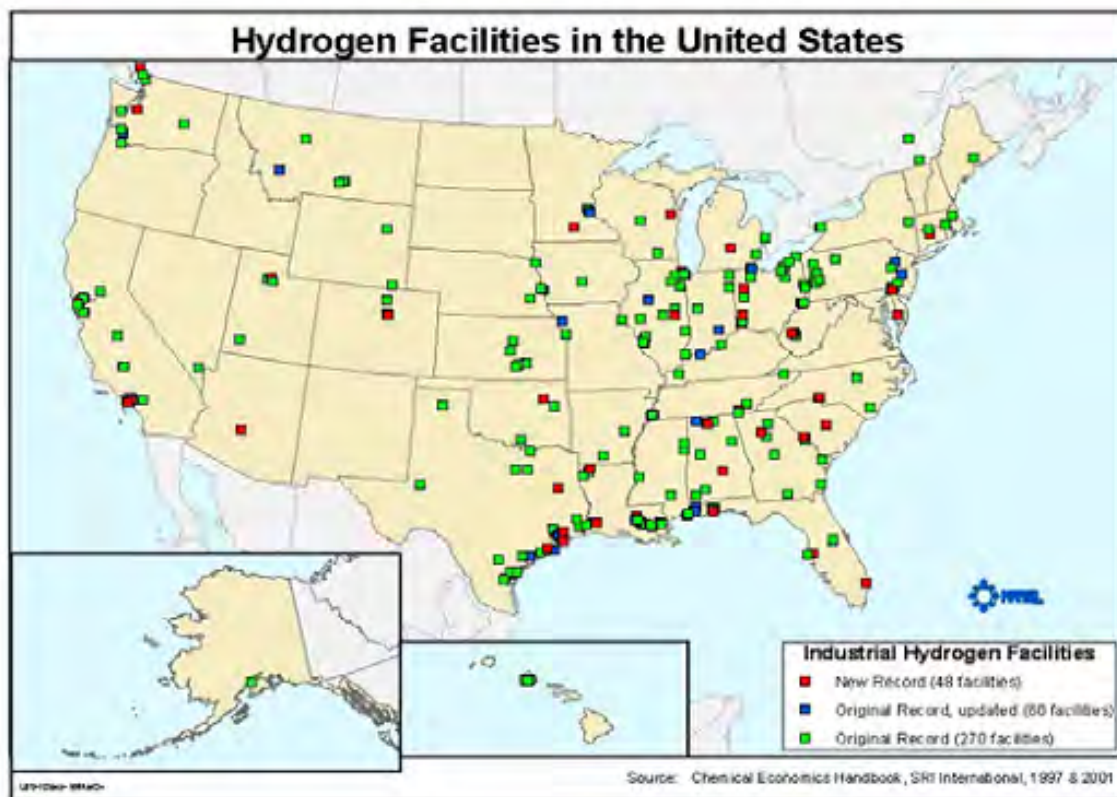 Hydrogen Facilities in the United States
Industrial Hydrogen Facilities
New Record (48 facilities)
Original Record, updated (80 facilities)
Original Record (270 facilities)
Source: Chemical Economics Handbook, SRI International, 1997 & 2001